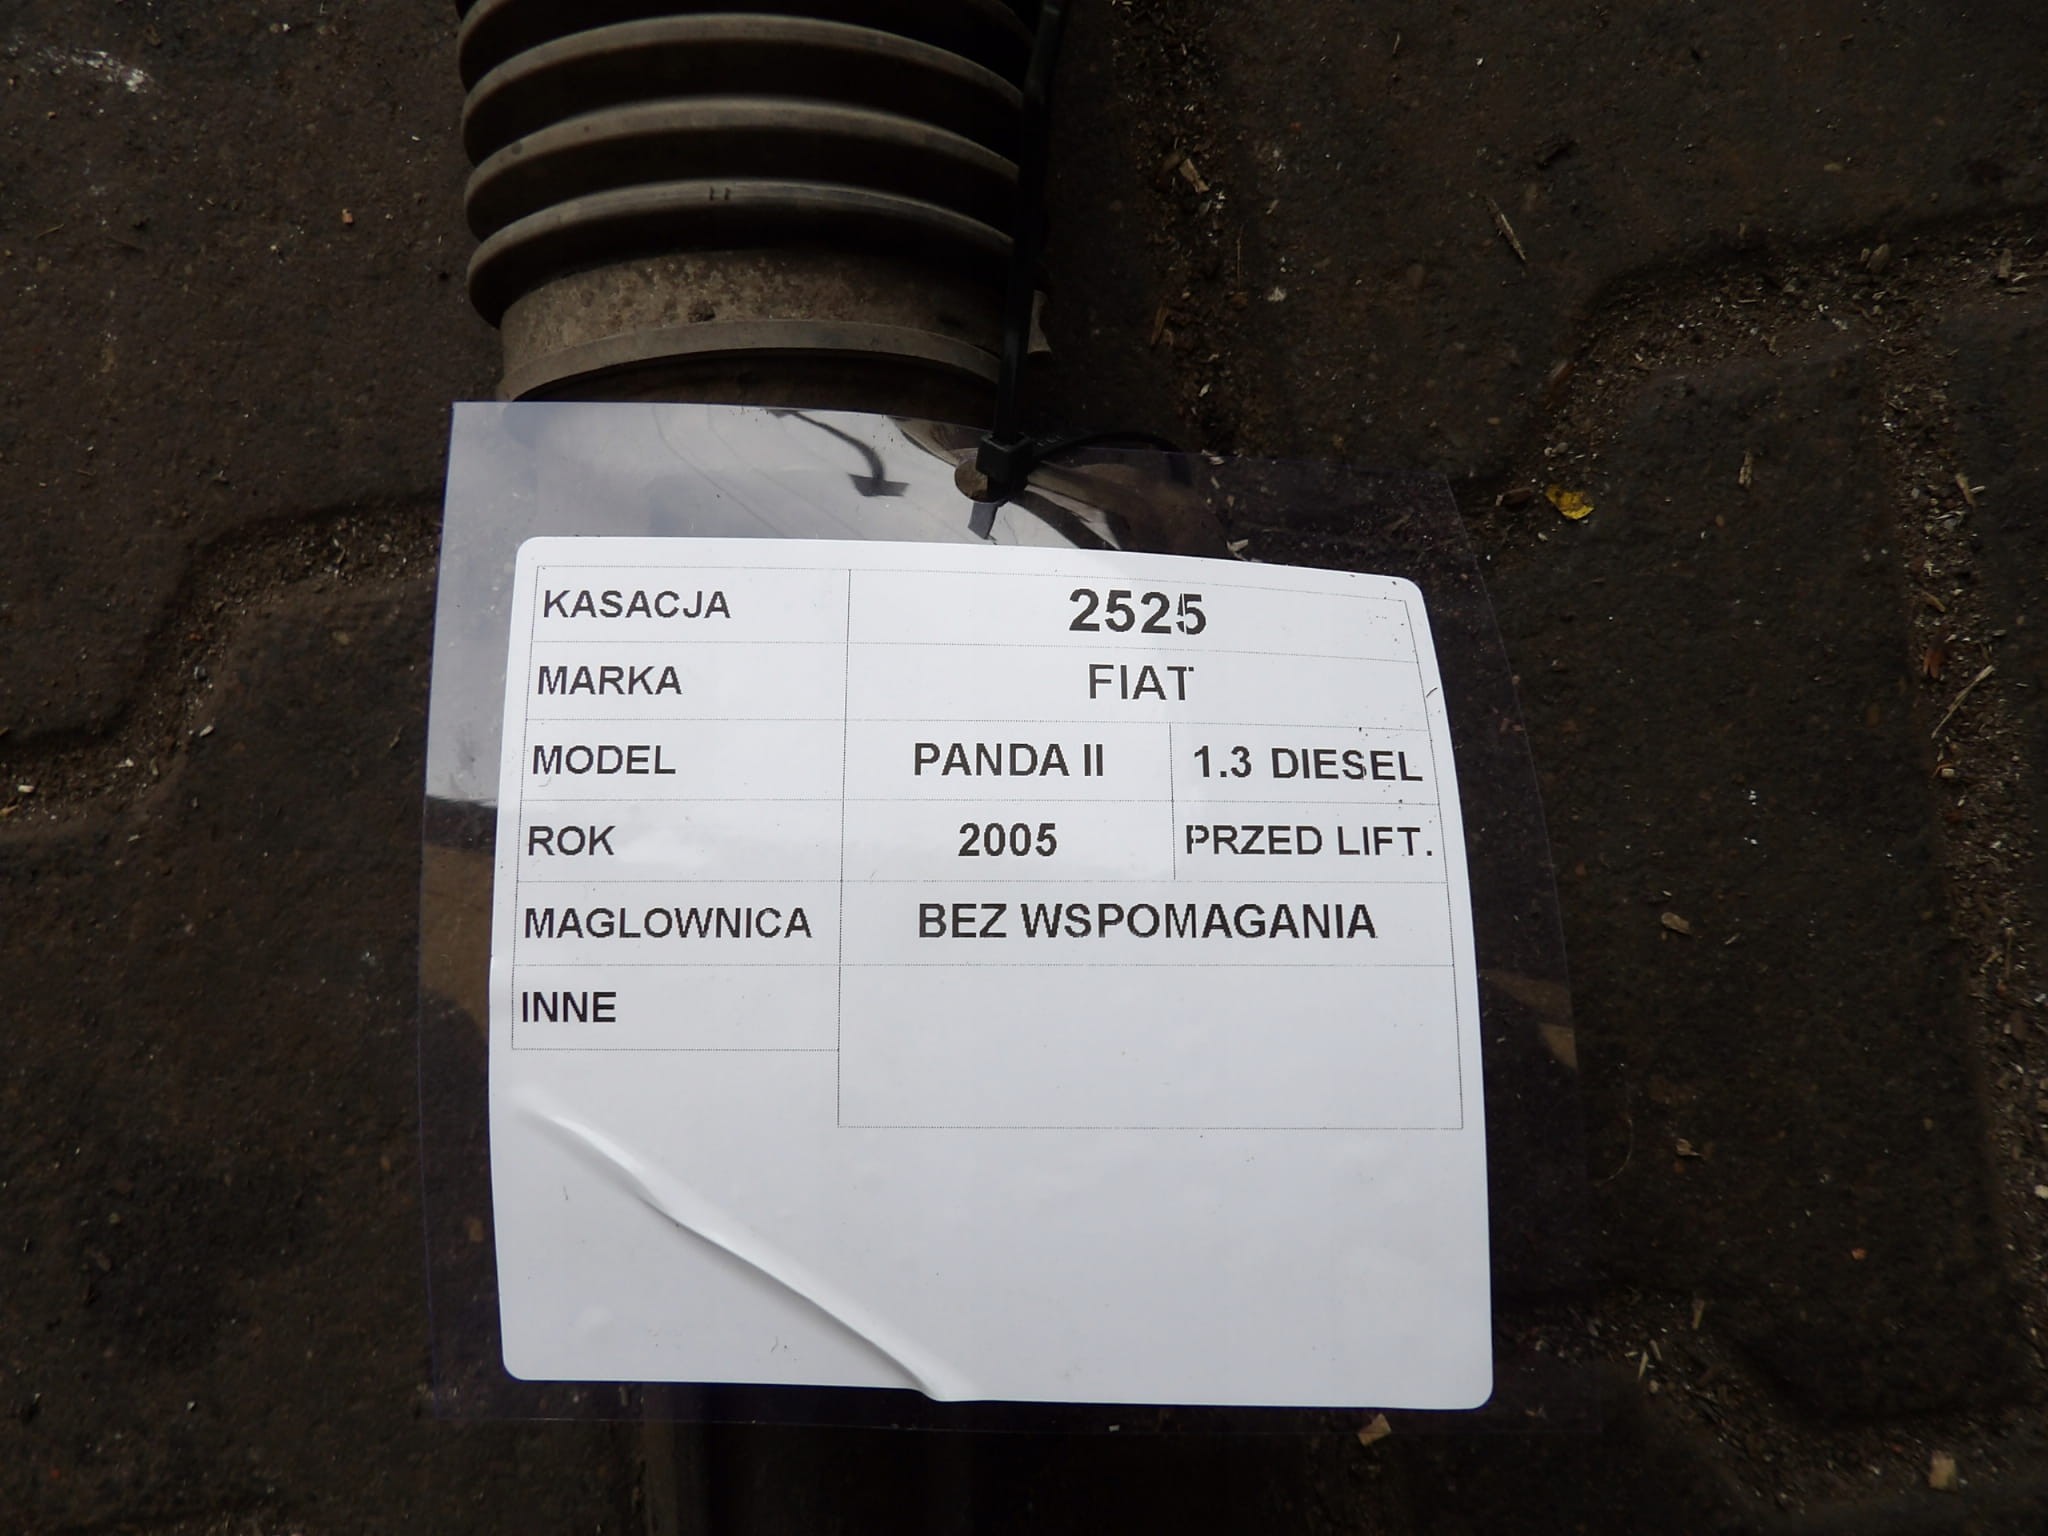 KASACJA 2525
MARKA FIAT
MODEL PANDA II 1.3 DIESEL
ROK 2005 PRZED LIFT.
MAGLOWNICA BEZ WSPOMAGANIA
INNE